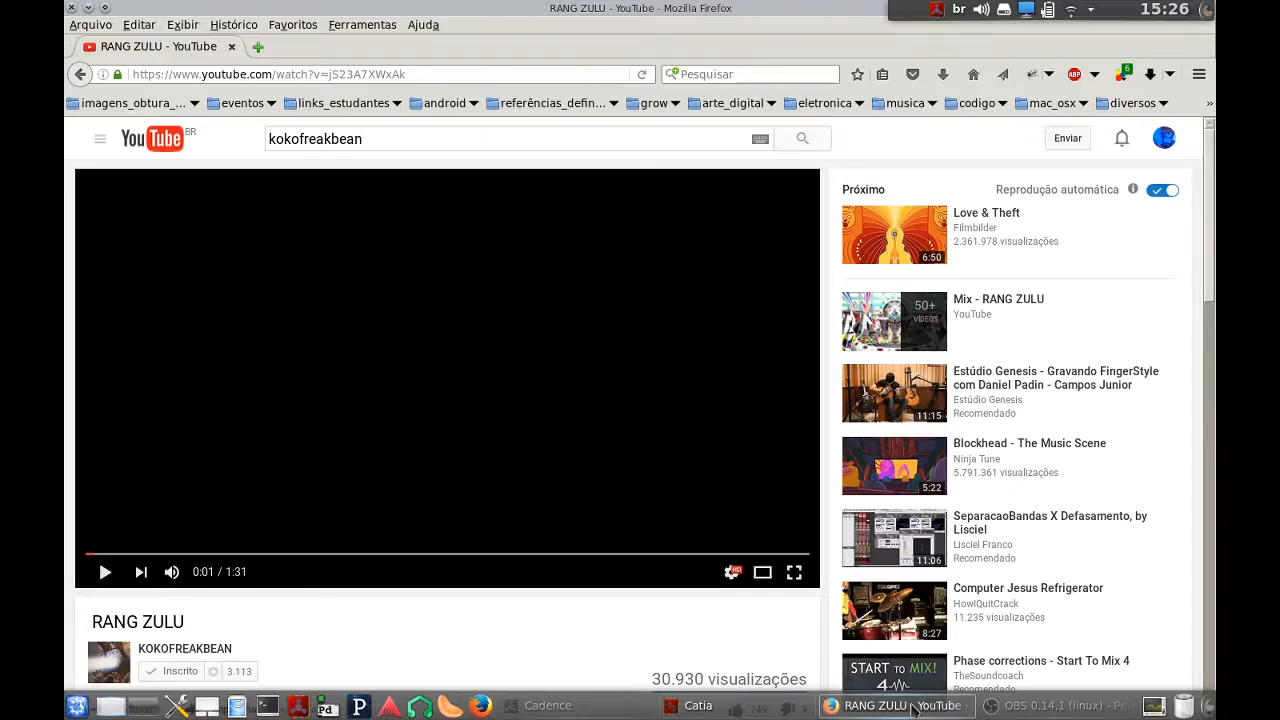 RANG ZULU - YouTube - Mozilla Firefox
br
15:26
Arquivo Editar Exibir Histórico Favoritos Ferramentas Ajuda
RANG ZULU - YouTube
https://www.youtube.com/watch?v=jS23A7XWxAk
Pesquisar
ABP
6
imagens_obtura_... eventos links_estudantes android referências_defin... grow arte_digital eletronica musica codigo mac_osx diversos »
YouTube BR
kokofreakbean
Enviar
Próximo
Reprodução automática
Love & Theft
Filmbilder
2.361.978 visualizações
6:50
Mix - RANG ZULU
YouTube
50+
VÍDEOS
Estúdio Genesis - Gravando FingerStyle
com Daniel Padin - Campos Junior
Estúdio Genesis
Recomendado
11:15
Blockhead - The Music Scene
Ninja Tune
5.791.361 visualizações
5:22
SeparacaoBandas X Defasamento, by
Lisciel
Lisciel Franco
Recomendado
11:06
Computer Jesus Refrigerator
HowIQuitCrack
11.235 visualizações
8:27
Phase corrections - Start To Mix 4
TheSoundcoach
Recomendado
START TO MIX!
4
0:01 / 1:31
HD
RANG ZULU
KOKOFREAKBEAN
Inscrito 3.113
30.930 visualizações
749 9
Pd
P
Cadence
Catia
RANG ZULU - YouTube
OBS 0.14.1 (linux) - Pe